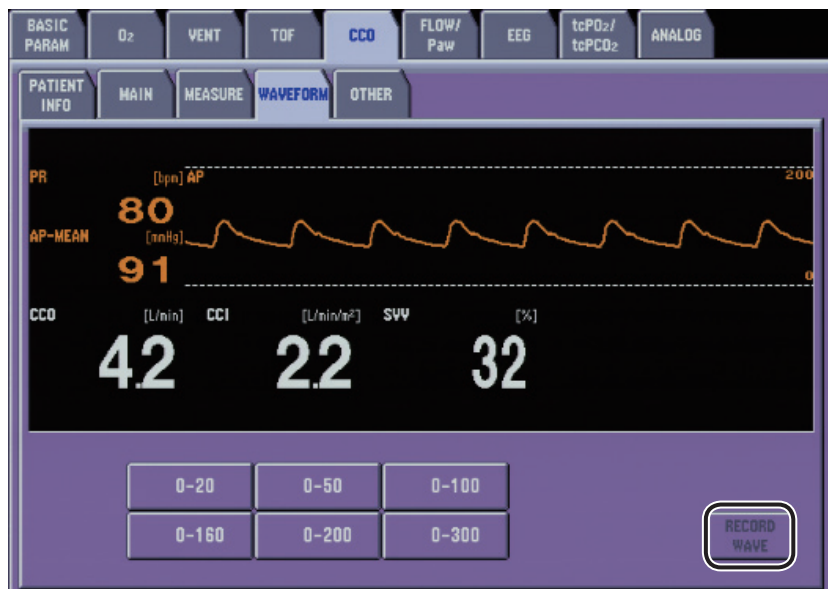 BASIC PARAM
O₂
VENT
TOF
CCO
FLOW/ Paw
EEG
tcPO₂/ tcPCO₂
ANALOG
PATIENT INFO
MAIN
MEASURE
WAVEFORM
OTHER
PR [bpm] AP 200
80
AP-MEAN [mmHg]
91 0
CCO [L/min] CCI [L/min/m²] SVV [%]
4.2 2.2 32
0-20 0-50 0-100
0-160 0-200 0-300
RECORD WAVE